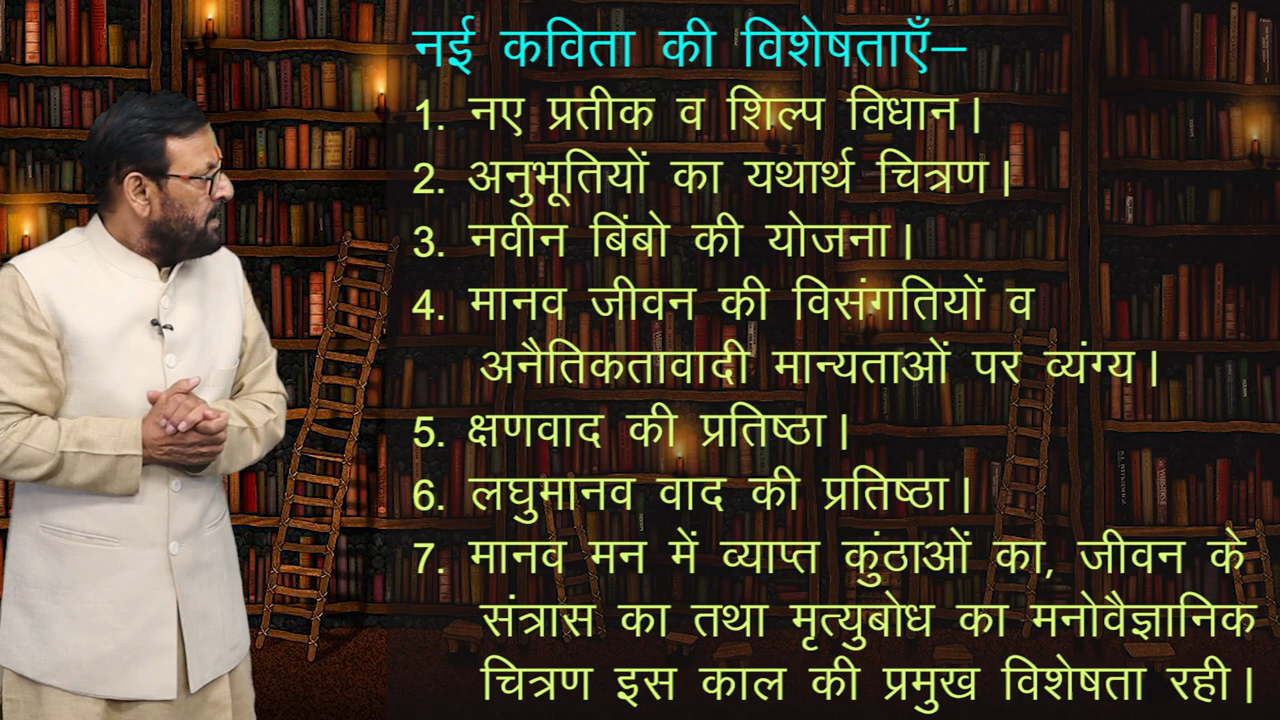 नई कविता की विशेषताएँ–
1. नए प्रतीक व शिल्प विधान।
2. अनुभूतियों का यथार्थ चित्रण।
3. नवीन बिंबो की योजना।
4. मानव जीवन की विसंगतियों व
अनैतिकतावादी मान्यताओं पर व्यंग्य।
5. क्षणवाद की प्रतिष्ठा।
6. लघुमानव वाद की प्रतिष्ठा।
7. मानव मन में व्याप्त कुंठाओं का, जीवन के
संत्रास का तथा मृत्युबोध का मनोवैज्ञानिक
चित्रण इस काल की प्रमुख विशेषता रही।